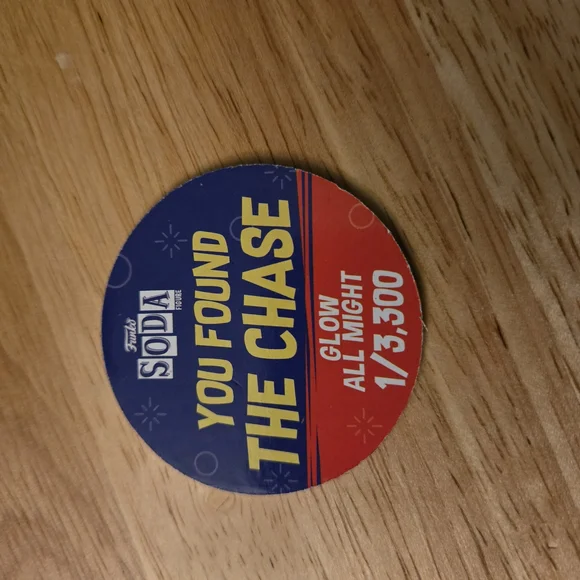 Funko
SODA
FIGURE
YOU FOUND
THE CHASE
GLOW
ALL MIGHT
1/3,300